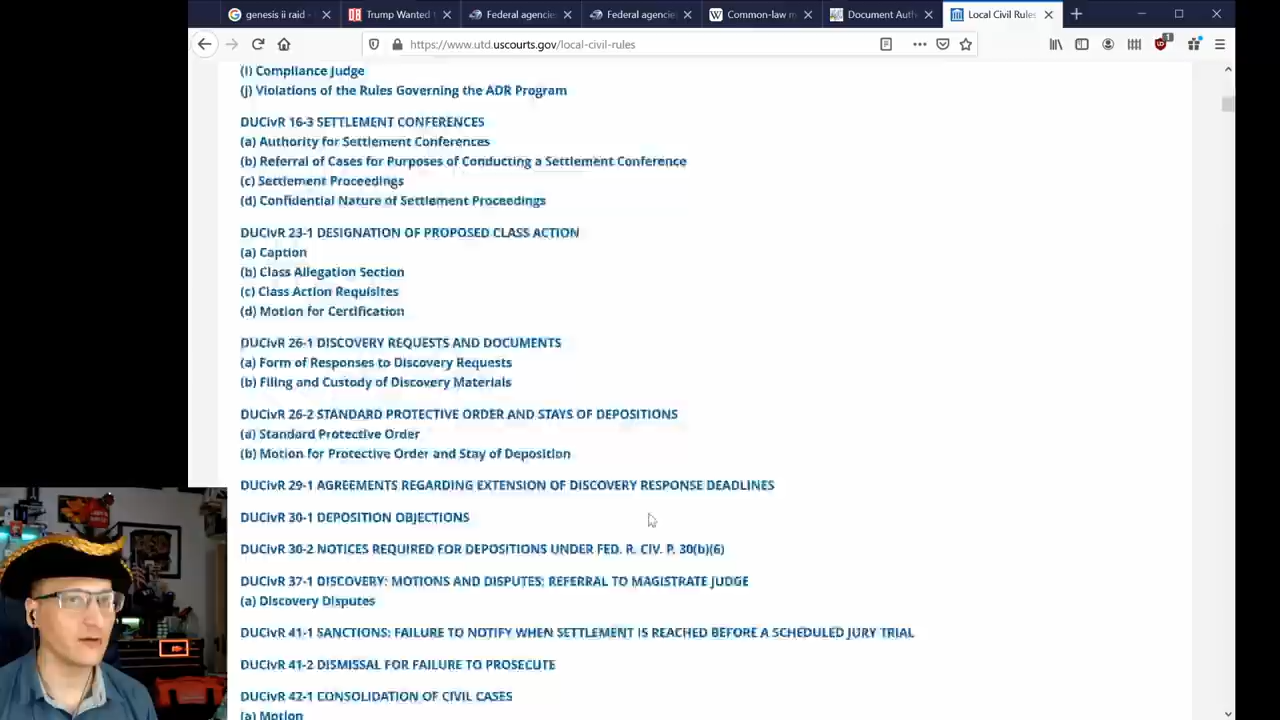 genesis ii raid -
Trump Wanted t
Federal agencie
Federal agencie
Common-law m
Document Auth
Local Civil Rules
https://www.utd.uscourts.gov/local-civil-rules
(i) Compliance Judge
(j) Violations of the Rules Governing the ADR Program
DUCivR 16-3 SETTLEMENT CONFERENCES
(a) Authority for Settlement Conferences
(b) Referral of Cases for Purposes of Conducting a Settlement Conference
(c) Settlement Proceedings
(d) Confidential Nature of Settlement Proceedings
DUCivR 23-1 DESIGNATION OF PROPOSED CLASS ACTION
(a) Caption
(b) Class Allegation Section
(c) Class Action Requisites
(d) Motion for Certification
DUCivR 26-1 DISCOVERY REQUESTS AND DOCUMENTS
(a) Form of Responses to Discovery Requests
(b) Filing and Custody of Discovery Materials
DUCivR 26-2 STANDARD PROTECTIVE ORDER AND STAYS OF DEPOSITIONS
(a) Standard Protective Order
(b) Motion for Protective Order and Stay of Deposition
DUCivR 29-1 AGREEMENTS REGARDING EXTENSION OF DISCOVERY RESPONSE DEADLINES
DUCivR 30-1 DEPOSITION OBJECTIONS
DUCivR 30-2 NOTICES REQUIRED FOR DEPOSITIONS UNDER FED. R. CIV. P. 30(b)(6)
DUCivR 37-1 DISCOVERY: MOTIONS AND DISPUTES; REFERRAL TO MAGISTRATE JUDGE
(a) Discovery Disputes
DUCivR 41-1 SANCTIONS: FAILURE TO NOTIFY WHEN SETTLEMENT IS REACHED BEFORE A SCHEDULED JURY TRIAL
DUCivR 41-2 DISMISSAL FOR FAILURE TO PROSECUTE
DUCivR 42-1 CONSOLIDATION OF CIVIL CASES
(a) Motion